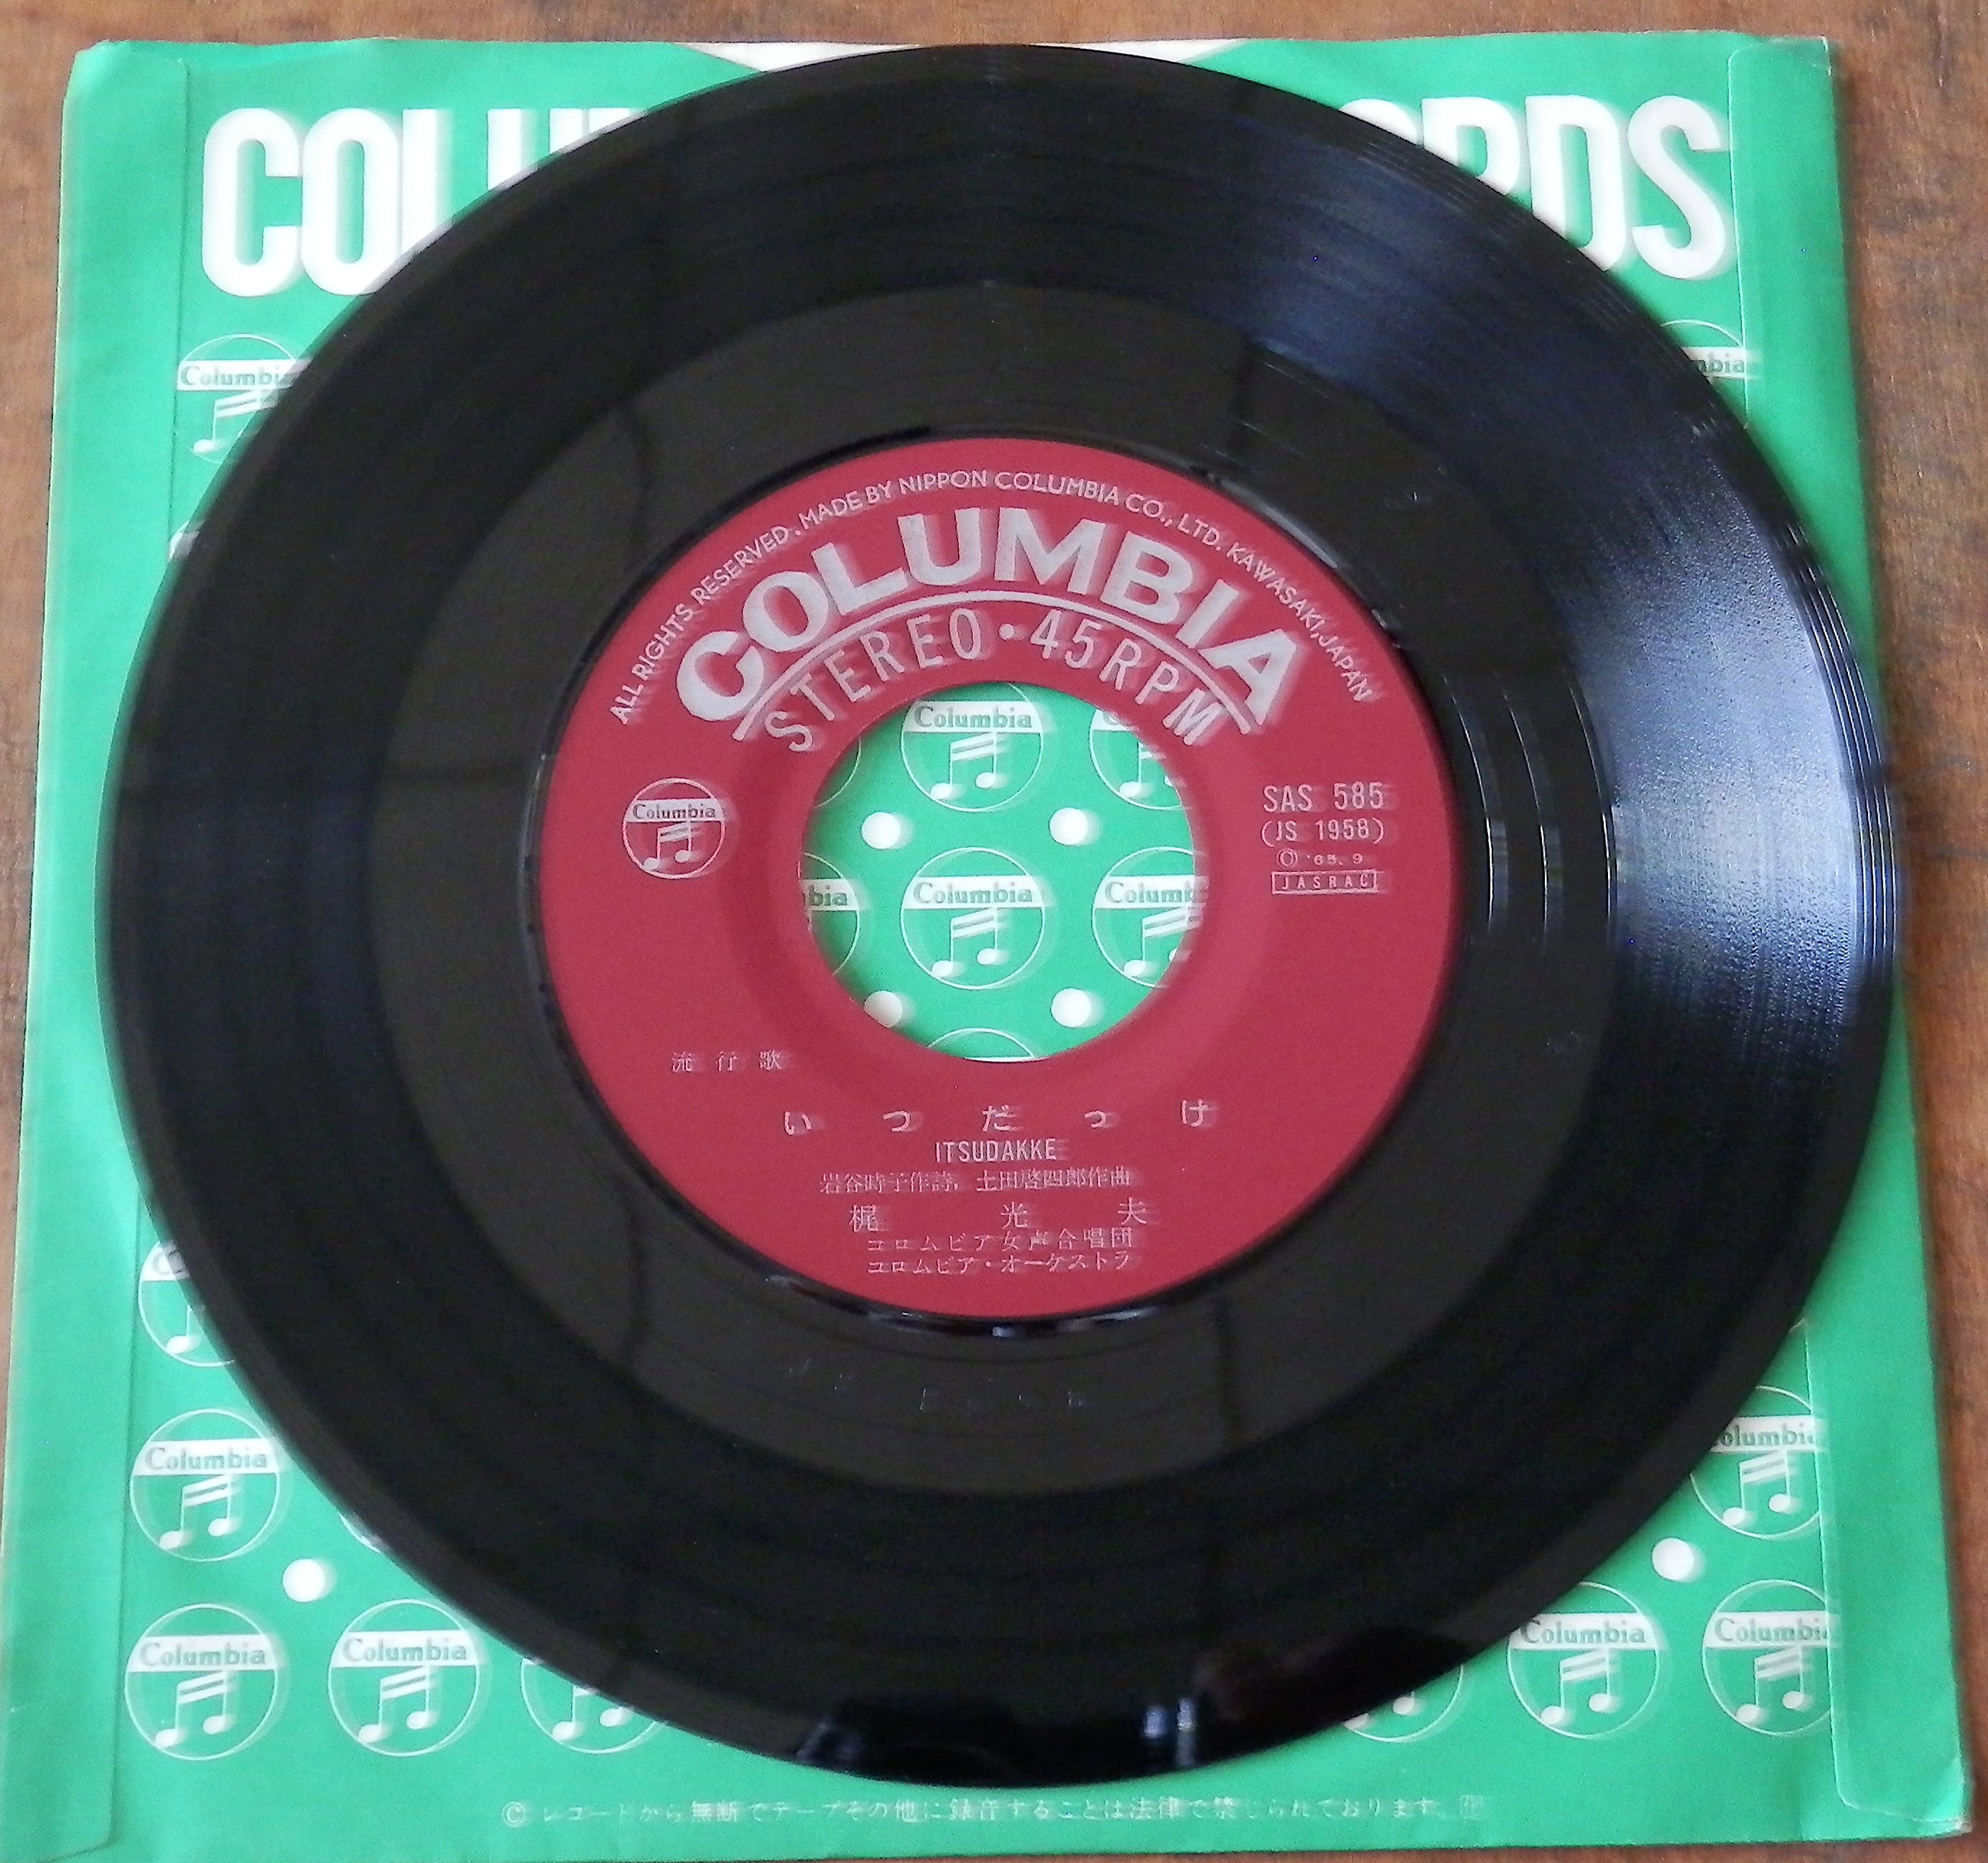 COLUMBIA
STEREO・45RPM
ALL RIGHTS RESERVED. MADE BY NIPPON COLUMBIA CO., LTD. KAWASAKI, JAPAN
Columbia
SAS 585
(JS 1958)
Ⓞ '65.9
JASRAC
流行歌
いつだっけ
ITSUDAKKE
岩谷時子作詩, 土田啓四郎作曲
梶光夫
コロムビア女声合唱団
コロムビア・オーケストラ
Columbia
Columbia
Columbia
Columbia
Columbia
Columbia
Columbia
Columbia
© レコードから無断でテープその他に録音することは法律で禁じられております。